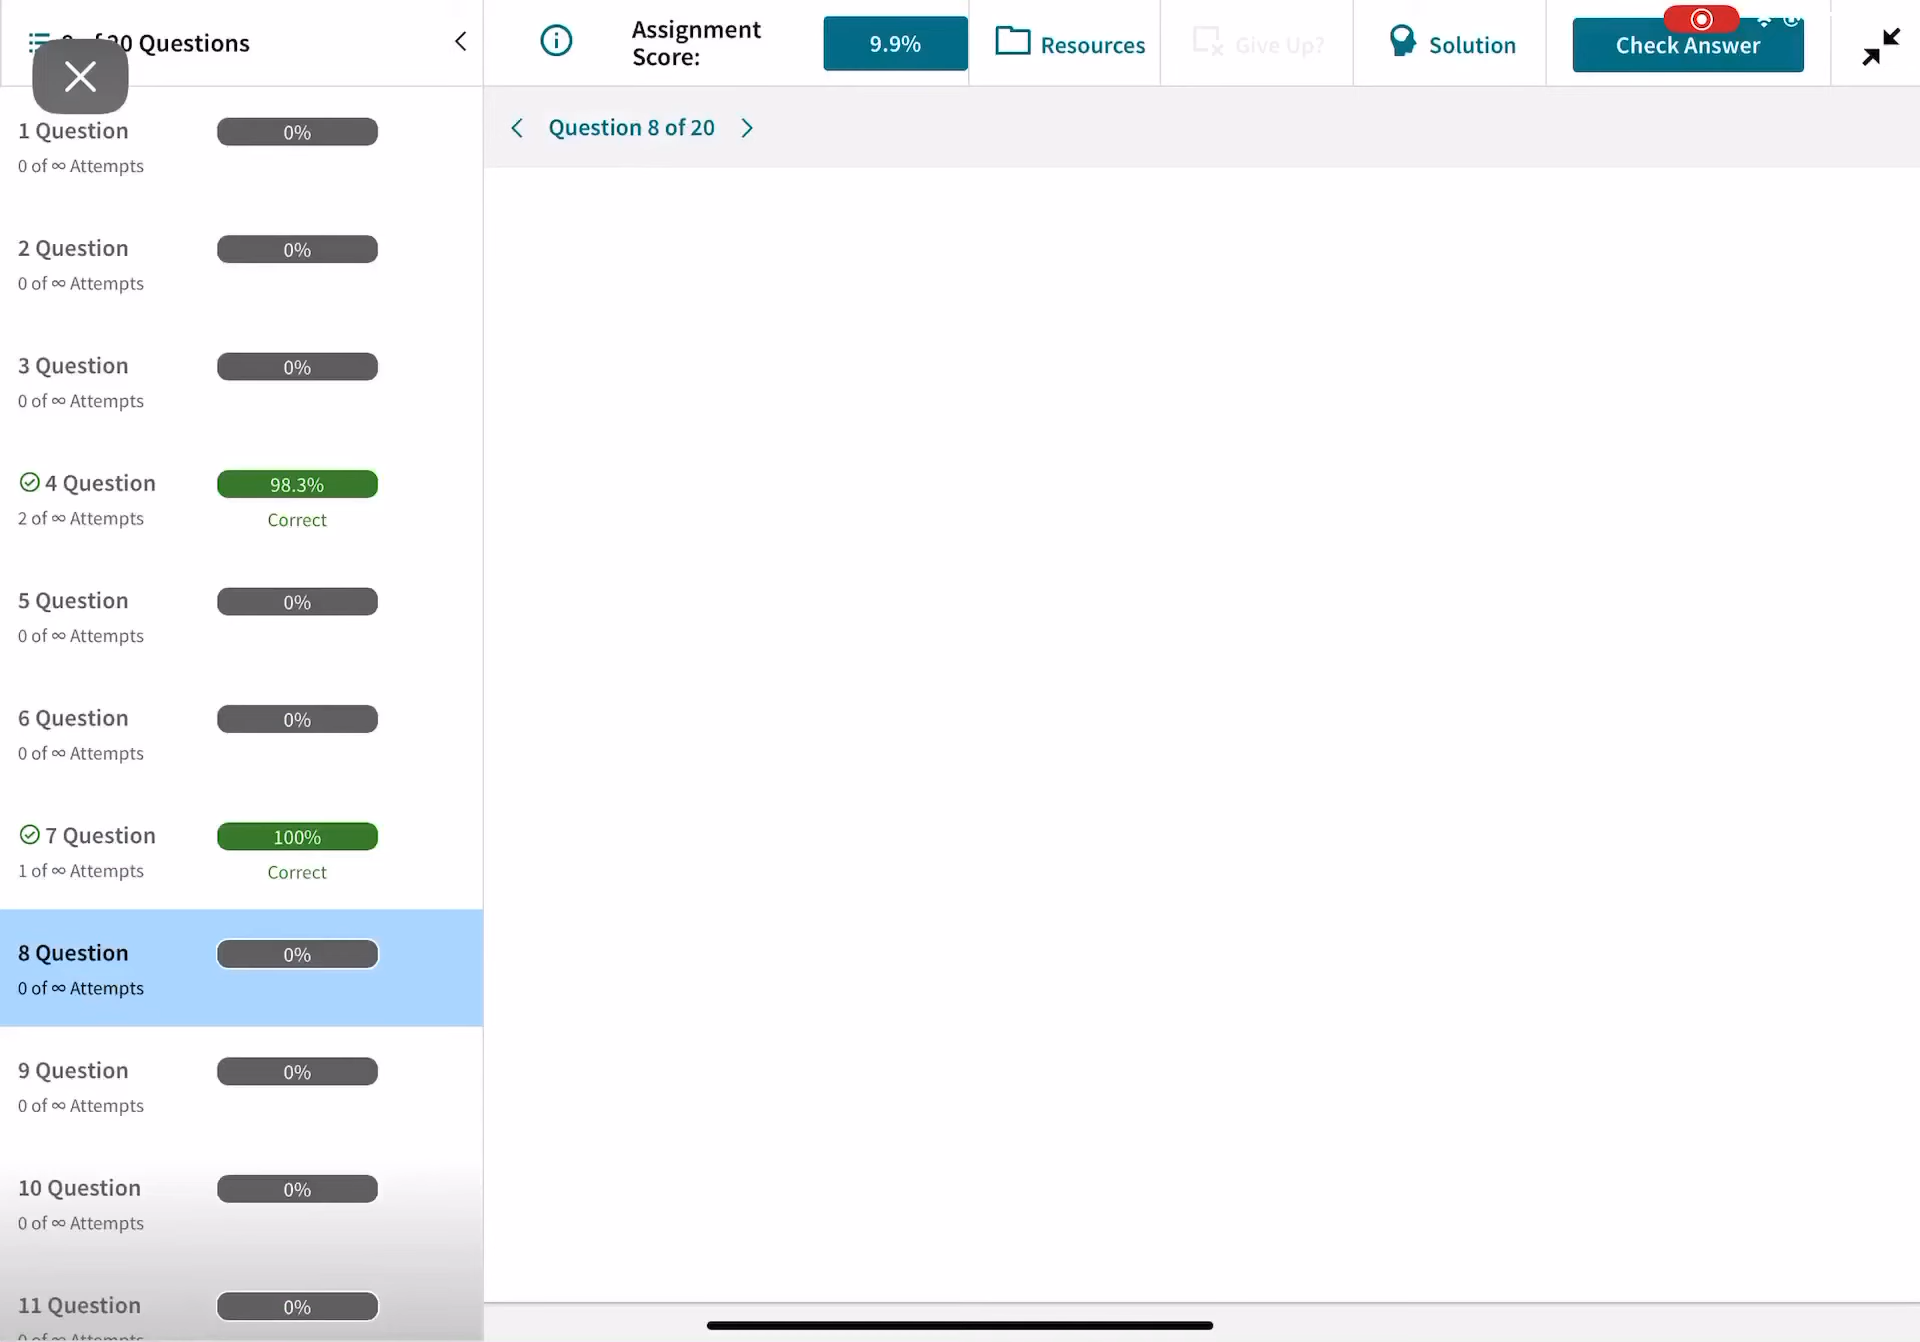 of 20 Questions
Assignment Score:
9.9%
Resources
Give Up?
Solution
Check Answer
Question 8 of 20
1 Question
0%
0 of ∞ Attempts
2 Question
0%
0 of ∞ Attempts
3 Question
0%
0 of ∞ Attempts
4 Question
98.3%
2 of ∞ Attempts
Correct
5 Question
0%
0 of ∞ Attempts
6 Question
0%
0 of ∞ Attempts
7 Question
100%
1 of ∞ Attempts
Correct
8 Question
0%
0 of ∞ Attempts
9 Question
0%
0 of ∞ Attempts
10 Question
0%
0 of ∞ Attempts
11 Question
0%
0 of ∞ Attempts